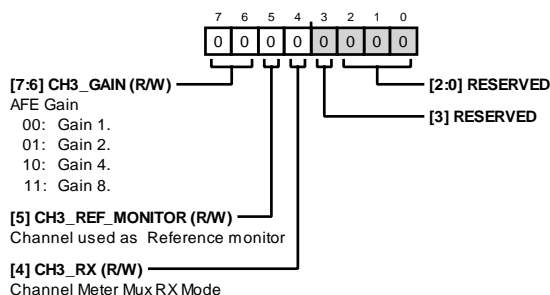 7 6 5 4 3 2 1 0
0 0 0 0 0 0 0 0
[7:6] CH3_GAIN (R/W)
AFE Gain
00: Gain 1.
01: Gain 2.
10: Gain 4.
11: Gain 8.
[5] CH3_REF_MONITOR (R/W)
Channel used as Reference monitor
[4] CH3_RX (R/W)
Channel Meter Mux RX Mode
[2:0] RESERVED
[3] RESERVED